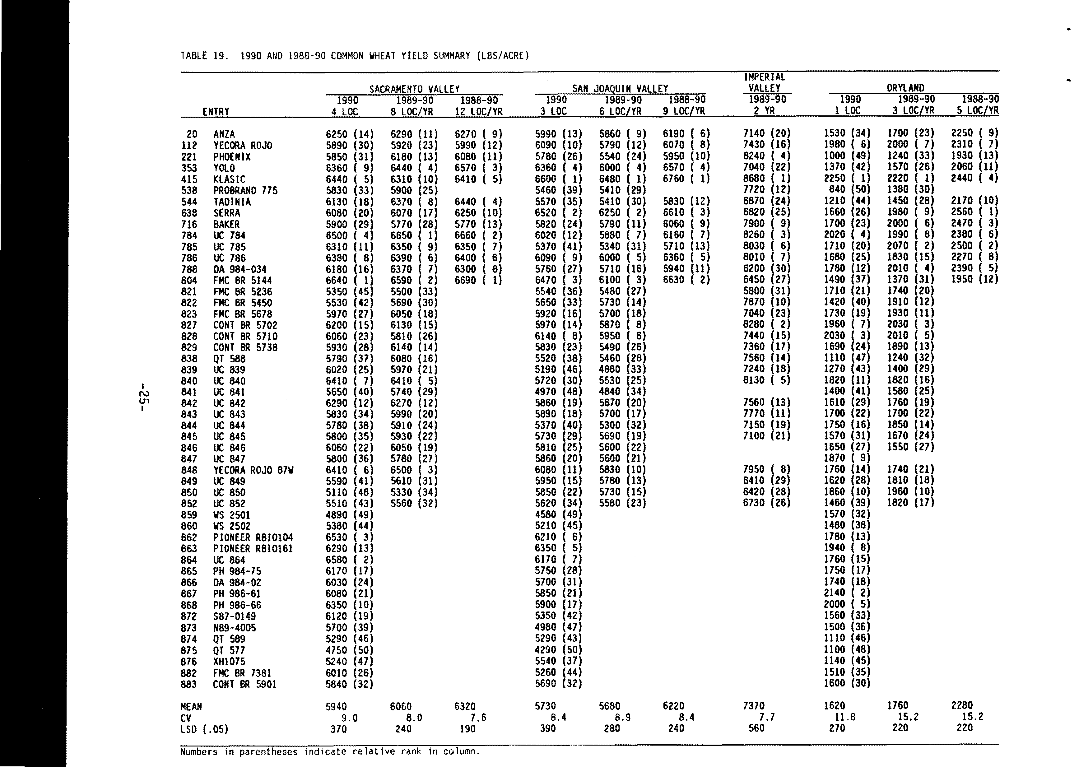 TABLE 19. 1990 AND 1988-90 COMMON WHEAT YIELD SUMMARY (LBS/ACRE)
IMPERIAL
SACRAMENTO VALLEY SAN JOAQUIN VALLEY VALLEY DRYLAND
1990 1989-90 1988-90 1990 1989-90 1988-90 1989-90 1990 1989-90 1988-90
ENTRY 4 LOC 8 LOC/YR 12 LOC/YR 3 LOC 6 LOC/YR 9 LOC/YR 2 YR 1 LOC 3 LOC/YR 5 LOC/YR
20 ANZA 6250 (14) 6290 (11) 6270 ( 9) 5990 (13) 5860 ( 9) 6190 ( 6) 7140 (20) 1530 (34) 1700 (23) 2250 ( 9)
112 YECORA ROJO 5890 (30) 5920 (23) 5990 (12) 6090 (10) 5790 (12) 6070 ( 8) 7430 (16) 1980 ( 6) 2000 ( 7) 2310 ( 7)
221 PHOENIX 5850 (31) 6180 (13) 6080 (11) 5780 (26) 5540 (24) 5950 (10) 8240 ( 4) 1000 (49) 1240 (33) 1930 (13)
353 YOLO 6360 ( 9) 6440 ( 4) 6570 ( 3) 6360 ( 4) 6000 ( 4) 6570 ( 4) 7040 (22) 1370 (42) 1570 (26) 2060 (11)
415 KLASIC 6440 ( 5) 6310 (10) 6410 ( 5) 6600 ( 1) 6480 ( 1) 6760 ( 1) 8680 ( 1) 2250 ( 1) 2220 ( 1) 2440 ( 4)
538 PROBRAND 775 5830 (33) 5900 (25) 5460 (39) 5410 (29) 7720 (12) 840 (50) 1380 (30)
544 TADINIA 6130 (18) 6370 ( 8) 6440 ( 4) 5570 (35) 5410 (30) 5830 (12) 6870 (24) 1210 (44) 1450 (28) 2170 (10)
638 SERRA 6080 (20) 6070 (17) 6250 (10) 6520 ( 2) 6250 ( 2) 6610 ( 3) 6820 (25) 1660 (26) 1980 ( 9) 2560 ( 1)
716 BAKER 5900 (29) 5770 (28) 5770 (13) 5820 (24) 5790 (11) 6060 ( 9) 7900 ( 9) 1700 (23) 2000 ( 6) 2470 ( 3)
784 UC 784 6500 ( 4) 6650 ( 1) 6660 ( 2) 6020 (12) 5880 ( 7) 6160 ( 7) 8260 ( 3) 2020 ( 4) 1990 ( 8) 2380 ( 6)
785 UC 785 6310 (11) 6350 ( 9) 6350 ( 7) 5370 (41) 5340 (31) 5710 (13) 8030 ( 6) 1710 (20) 2070 ( 2) 2500 ( 2)
786 UC 786 6380 ( 8) 6390 ( 6) 6400 ( 6) 6090 ( 9) 6000 ( 5) 6360 ( 5) 8010 ( 7) 1680 (25) 1830 (15) 2270 ( 8)
788 DA 984-034 6180 (16) 6370 ( 7) 6300 ( 8) 5760 (27) 5710 (16) 5940 (11) 6200 (30) 1780 (12) 2010 ( 4) 2390 ( 5)
804 FMC BR 5144 6640 ( 1) 6590 ( 2) 6690 ( 1) 6470 ( 3) 6100 ( 3) 6630 ( 2) 6450 (27) 1490 (37) 1370 (31) 1950 (12)
821 FMC BR 5236 5350 (45) 5500 (33) 5540 (36) 5480 (27) 5800 (31) 1710 (21) 1740 (20)
822 FMC BR 5450 5530 (42) 5690 (30) 5650 (33) 5730 (14) 7870 (10) 1420 (40) 1910 (12)
823 FMC BR 5678 5970 (27) 6050 (18) 5920 (16) 5700 (18) 7040 (23) 1730 (19) 1930 (11)
827 CONT BR 5702 6200 (15) 6130 (15) 5970 (14) 5870 ( 8) 8280 ( 2) 1960 ( 7) 2030 ( 3)
828 CONT BR 5710 6060 (23) 5810 (26) 6140 ( 8) 5950 ( 6) 7440 (15) 2030 ( 3) 2010 ( 5)
829 CONT BR 5738 5930 (28) 6140 (14) 5830 (23) 5490 (26) 7360 (17) 1690 (24) 1890 (13)
838 QT 588 5790 (37) 6080 (16) 5520 (38) 5460 (28) 7560 (14) 1110 (47) 1240 (32)
839 UC 839 6020 (25) 5970 (21) 5190 (46) 4880 (33) 7240 (18) 1270 (43) 1400 (29)
840 UC 840 6410 ( 7) 6410 ( 5) 5720 (30) 5530 (25) 8130 ( 5) 1820 (11) 1820 (16)
841 UC 841 5650 (40) 5740 (29) 4970 (48) 4840 (34) 1400 (41) 1580 (25)
842 UC 842 6290 (12) 6270 (12) 5860 (19) 5870 (20) 7560 (13) 1610 (29) 1760 (19)
843 UC 843 5830 (34) 5990 (20) 5890 (18) 5700 (17) 7770 (11) 1700 (22) 1700 (22)
844 UC 844 5780 (38) 5910 (24) 5370 (40) 5300 (32) 7150 (19) 1750 (16) 1850 (14)
845 UC 845 5800 (35) 5930 (22) 5730 (29) 5690 (19) 7100 (21) 1570 (31) 1670 (24)
846 UC 846 6060 (22) 6050 (19) 5810 (25) 5600 (22) 1650 (27) 1550 (27)
847 UC 847 5800 (36) 5780 (27) 5860 (20) 5600 (21) 1870 ( 9)
848 YECORA ROJO 87W 6410 ( 6) 6500 ( 3) 6080 (11) 5830 (10) 7950 ( 8) 1760 (14) 1740 (21)
849 UC 849 5590 (41) 5610 (31) 5950 (15) 5780 (13) 6410 (29) 1620 (28) 1810 (18)
850 UC 850 5110 (48) 5330 (34) 5850 (22) 5730 (15) 6420 (28) 1860 (10) 1960 (10)
852 UC 852 5510 (43) 5560 (32) 5620 (34) 5580 (23) 6730 (26) 1460 (39) 1820 (17)
859 WS 2501 4890 (49) 4580 (49) 1570 (32)
860 WS 2502 5380 (44) 5210 (45) 1480 (38)
862 PIONEER RBI0104 6530 ( 3) 6210 ( 6) 1780 (13)
863 PIONEER RBI0161 6290 (13) 6350 ( 5) 1940 ( 8)
864 UC 864 6580 ( 2) 6170 ( 7) 1760 (15)
865 PH 984-75 6170 (17) 5750 (28) 1750 (17)
866 DA 984-02 6030 (24) 5700 (31) 1740 (18)
867 PH 986-61 6080 (21) 5850 (21) 2140 ( 2)
868 PH 986-66 6350 (10) 5900 (17) 2000 ( 5)
872 S87-0149 6120 (19) 5350 (42) 1560 (33)
873 N89-4005 5700 (39) 4980 (47) 1500 (36)
874 QT 589 5290 (46) 5290 (43) 1110 (46)
875 QT 577 4750 (50) 4290 (50) 1100 (48)
876 XH1075 5240 (47) 5540 (37) 1140 (45)
882 FMC BR 7381 6010 (26) 5260 (44) 1510 (35)
883 CONT BR 5901 5840 (32) 5690 (32) 1600 (30)
MEAN 5940 6060 6320 5730 5680 6220 7370 1620 1760 2280
CV 9.0 8.0 7.6 8.4 8.9 8.4 7.7 11.8 15.2 15.2
LSD (.05) 370 240 190 390 280 240 560 270 220 220
Numbers in parentheses indicate relative rank in column.
-25-